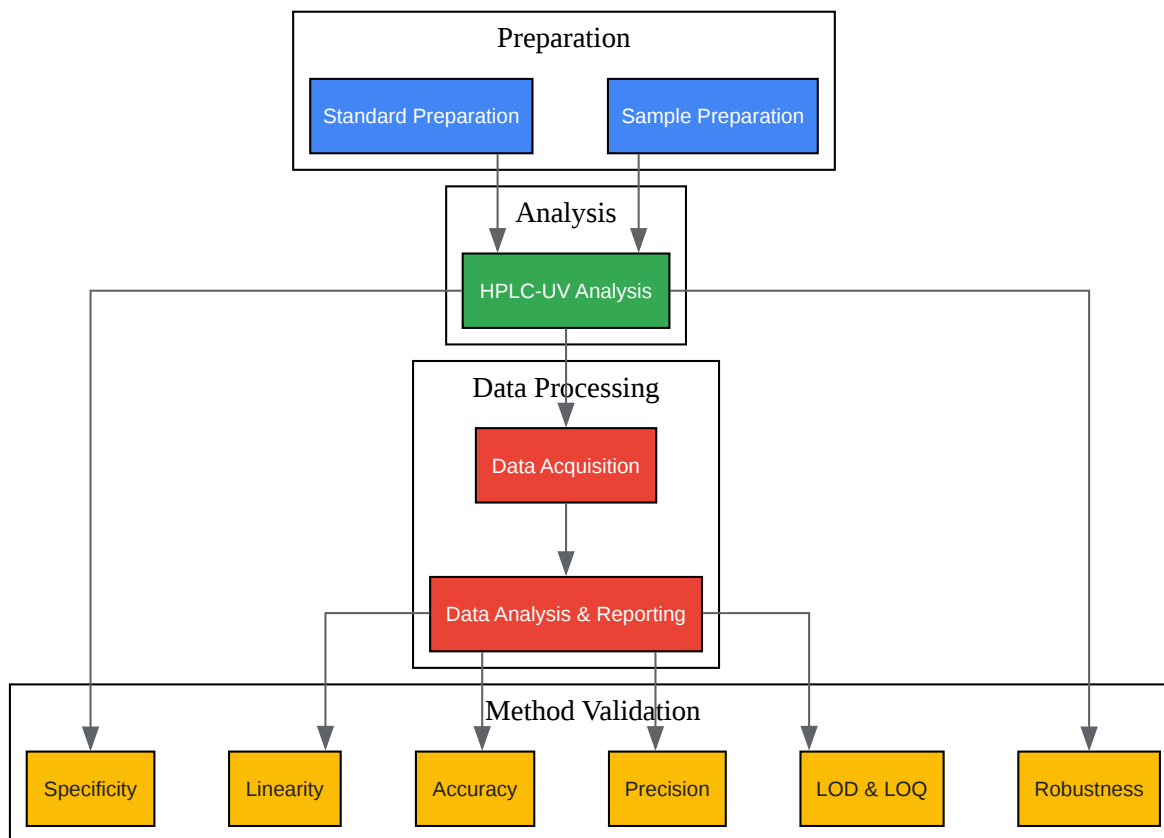 Preparation
Standard Preparation
Sample Preparation
Analysis
HPLC-UV Analysis
Data Processing
Data Acquisition
Data Analysis & Reporting
Method Validation
Specificity
Linearity
Accuracy
Precision
LOD & LOQ
Robustness